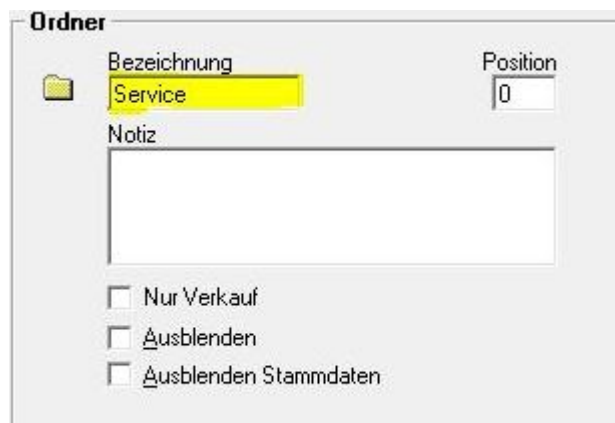 Ordner
Bezeichnung Position
Service 0
Notiz
Nur Verkauf
Ausblenden
Ausblenden Stammdaten